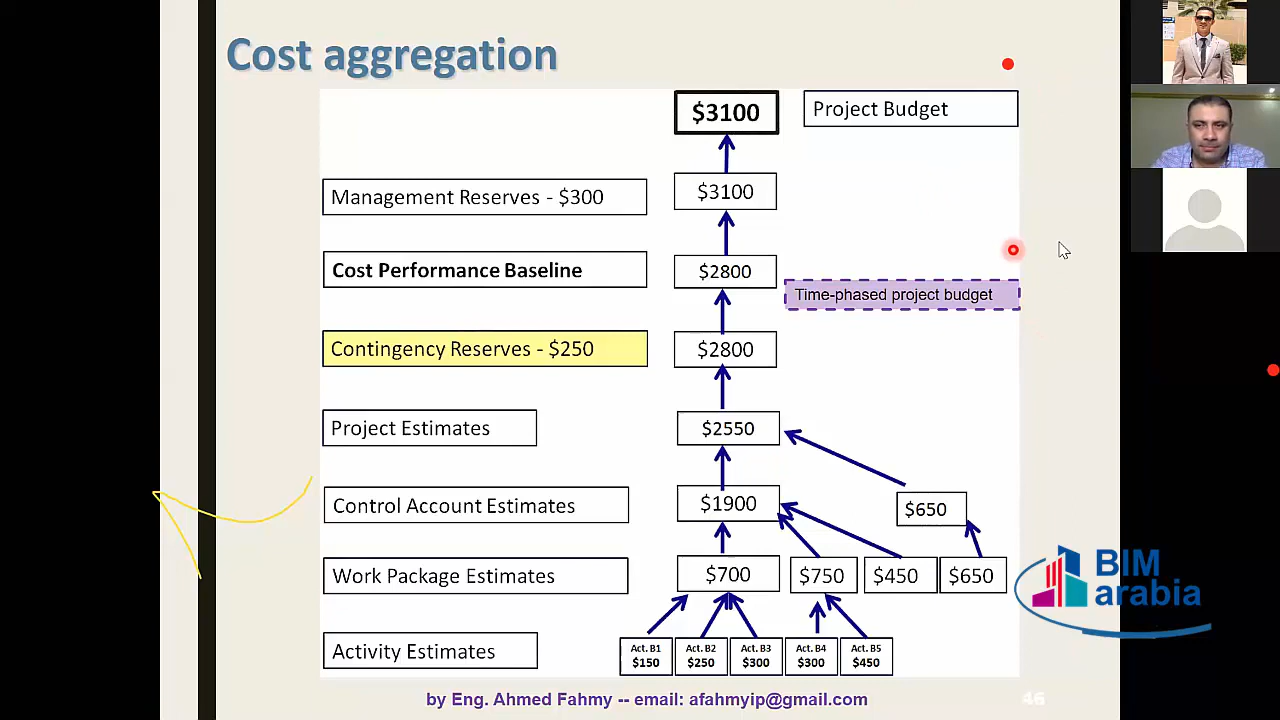 Cost aggregation
$3100
Project Budget
Management Reserves - $300
$3100
Cost Performance Baseline
$2800
Time-phased project budget
Contingency Reserves - $250
$2800
Project Estimates
$2550
Control Account Estimates
$1900
$650
Work Package Estimates
$700
$750
$450
$650
BIM
arabia
Activity Estimates
Act. B1
$150
Act. B2
$250
Act. B3
$300
Act. B4
$300
Act. B5
$450
by Eng. Ahmed Fahmy -- email: afahmyip@gmail.com
46